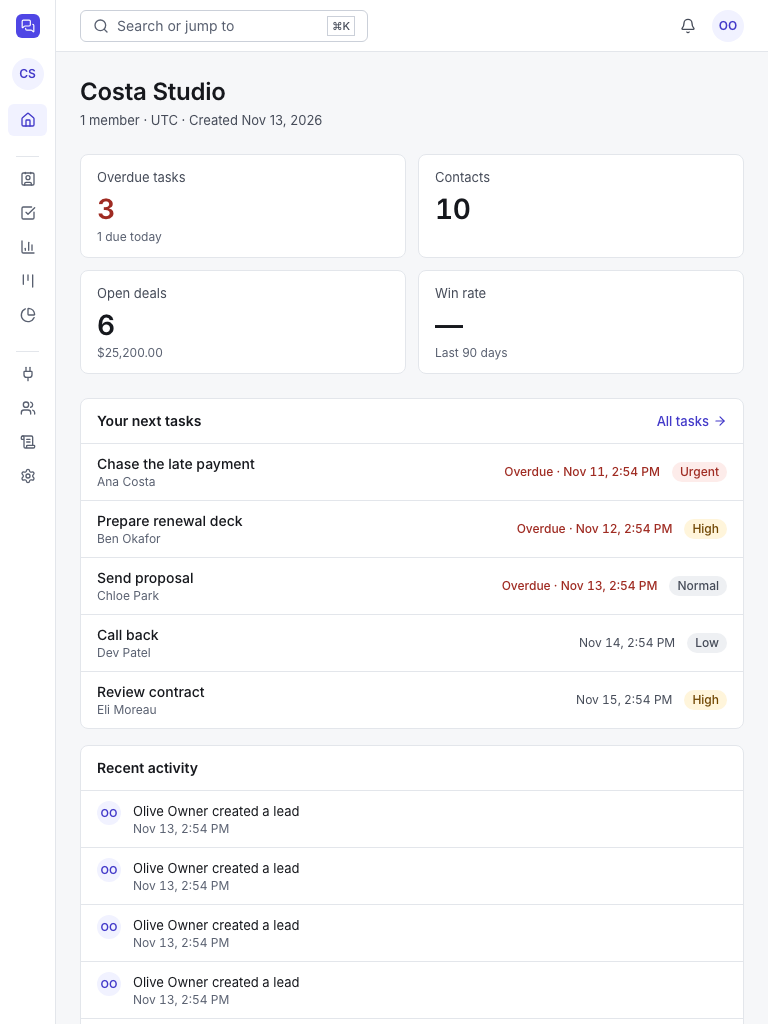 Search or jump to
⌘K
OO
CS
Costa Studio
1 member · UTC · Created Nov 13, 2026
Overdue tasks
3
1 due today
Contacts
10
Open deals
6
$25,200.00
Win rate
—
Last 90 days
Your next tasks
All tasks →
Chase the late payment
Ana Costa
Overdue · Nov 11, 2:54 PM
Urgent
Prepare renewal deck
Ben Okafor
Overdue · Nov 12, 2:54 PM
High
Send proposal
Chloe Park
Overdue · Nov 13, 2:54 PM
Normal
Call back
Dev Patel
Nov 14, 2:54 PM
Low
Review contract
Eli Moreau
Nov 15, 2:54 PM
High
Recent activity
OO
Olive Owner created a lead
Nov 13, 2:54 PM
OO
Olive Owner created a lead
Nov 13, 2:54 PM
OO
Olive Owner created a lead
Nov 13, 2:54 PM
OO
Olive Owner created a lead
Nov 13, 2:54 PM